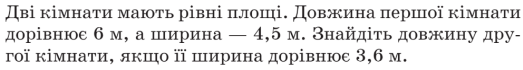 Дві кімнати мають рівні площі. Довжина першої кімнати
дорівнює 6 м, а ширина — 4,5 м. Знайдіть довжину дру-
гої кімнати, якщо її ширина дорівнює 3,6 м.